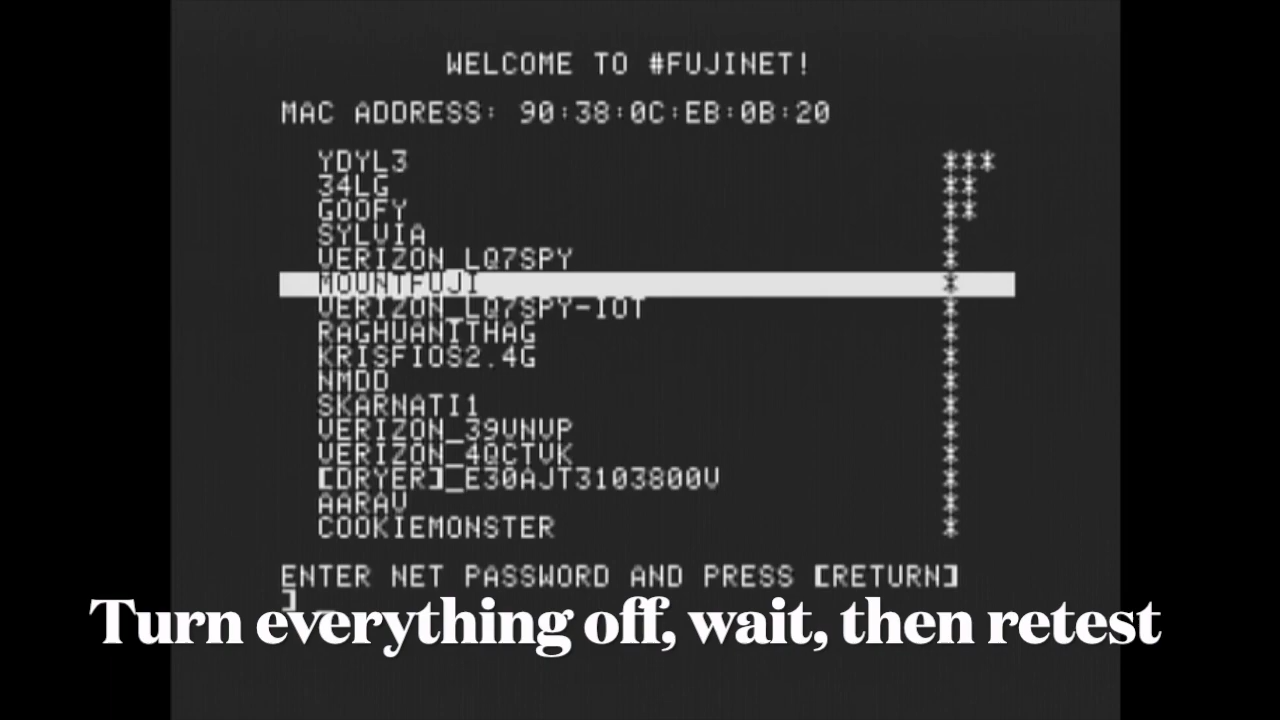 WELCOME TO #FUJINET!
MAC ADDRESS: 90:38:0C:EB:0B:20
YDYL3 ***
34LG **
GOOFY **
SYLVIA *
VERIZON_LQ7SPY *
MOUNTFUJI *
VERIZON_LQ7SPY-IOT *
RAGHUANITHAG *
KRISFIOS2.4G *
NMDD *
SKARNATI1 *
VERIZON_39VNVP *
VERIZON_4QCTVK *
[DRYER]_E30AJT3103800V *
AARAV *
COOKIEMONSTER *
ENTER NET PASSWORD AND PRESS [RETURN]
] _
Turn everything off, wait, then retest